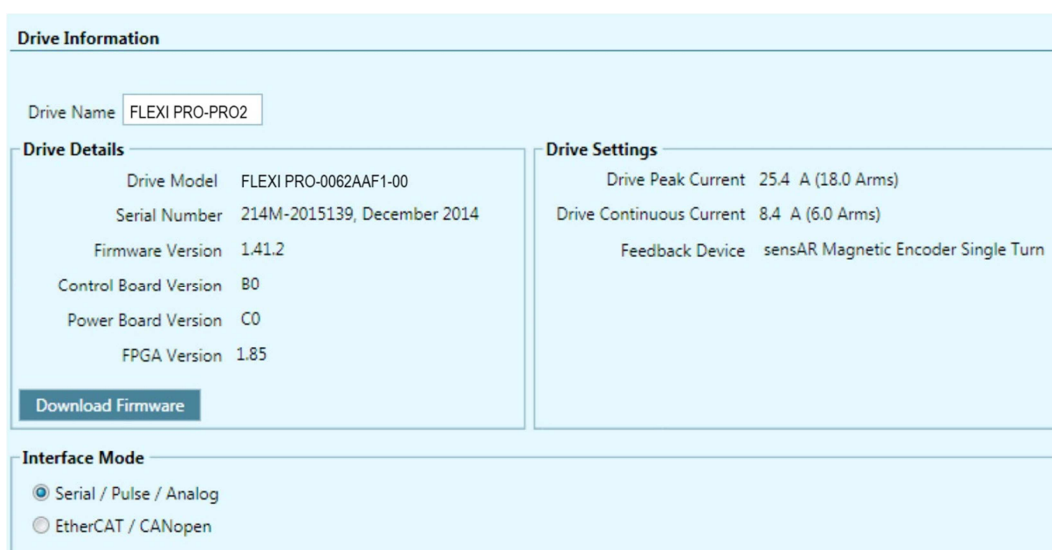 Drive Information
Drive Name FLEXI PRO-PRO2
Drive Details
Drive Model FLEXI PRO-0062AAF1-00
Serial Number 214M-2015139, December 2014
Firmware Version 1.41.2
Control Board Version B0
Power Board Version C0
FPGA Version 1.85
Download Firmware
Drive Settings
Drive Peak Current 25.4 A (18.0 Arms)
Drive Continuous Current 8.4 A (6.0 Arms)
Feedback Device sensAR Magnetic Encoder Single Turn
Interface Mode
Serial / Pulse / Analog
EtherCAT / CANopen